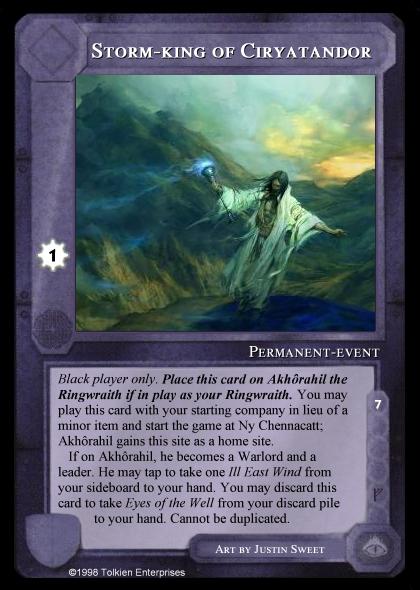 Storm-king of Ciryatandor
1
Permanent-event
Black player only. Place this card on Akhôrahil the
Ringwraith if in play as your Ringwraith. You may
play this card with your starting company in lieu of a
minor item and start the game at Ny Chennacatt;
Akhôrahil gains this site as a home site.
If on Akhôrahil, he becomes a Warlord and a
leader. He may tap to take one Ill East Wind from
your sideboard to your hand. You may discard this
card to take Eyes of the Well from your discard pile
to your hand. Cannot be duplicated.
7
Art by Justin Sweet
©1998 Tolkien Enterprises